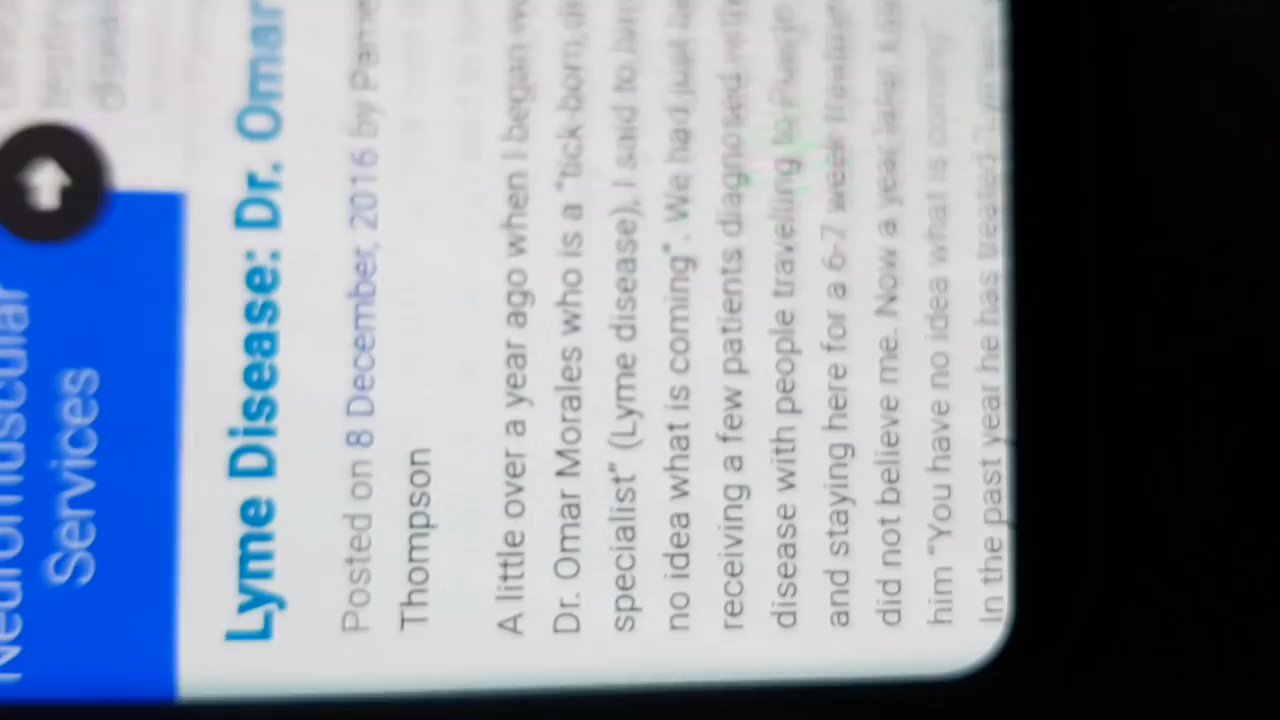 Neuromuscular
Services
Lyme Disease: Dr. Omar
Posted on 8 December, 2016 by
Thompson
A little over a year ago when I began
Dr. Omar Morales who is a "tick-born
specialist" (Lyme disease), I said to
no idea what is coming". We had just
receiving a few patients diagnosed
disease with people travelling to
and staying here for a 6-7 week
did not believe me. Now a year later
him "You have no idea what is coming"
In the past year he has treated